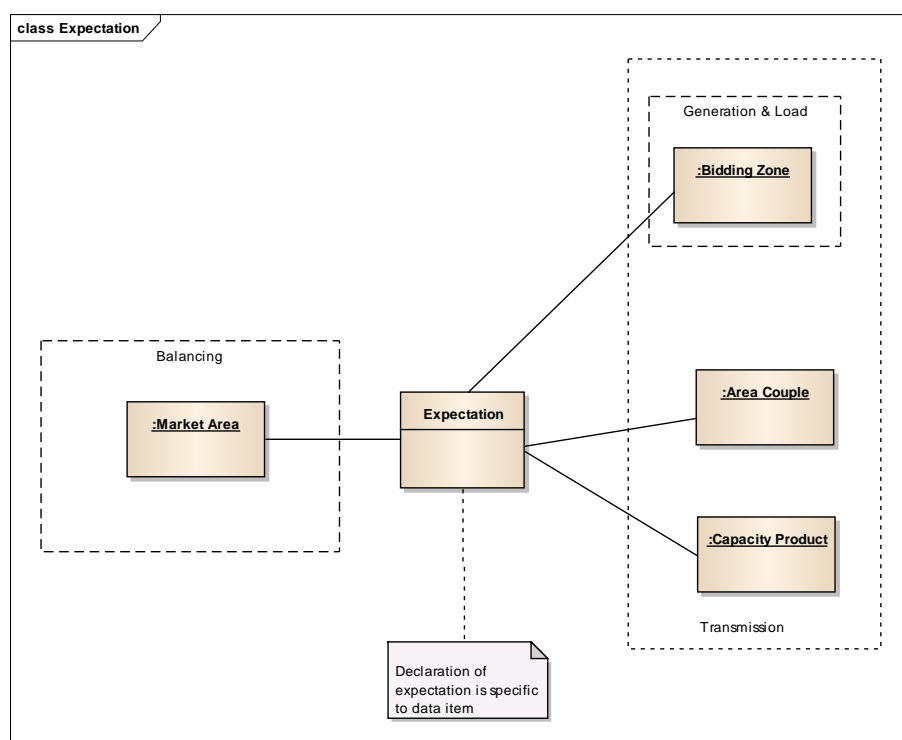 class Expectation
Generation & Load
:Bidding Zone
Balancing
:Market Area
Expectation
:Area Couple
:Capacity Product
Transmission
Declaration of
expectation is specific
to data item